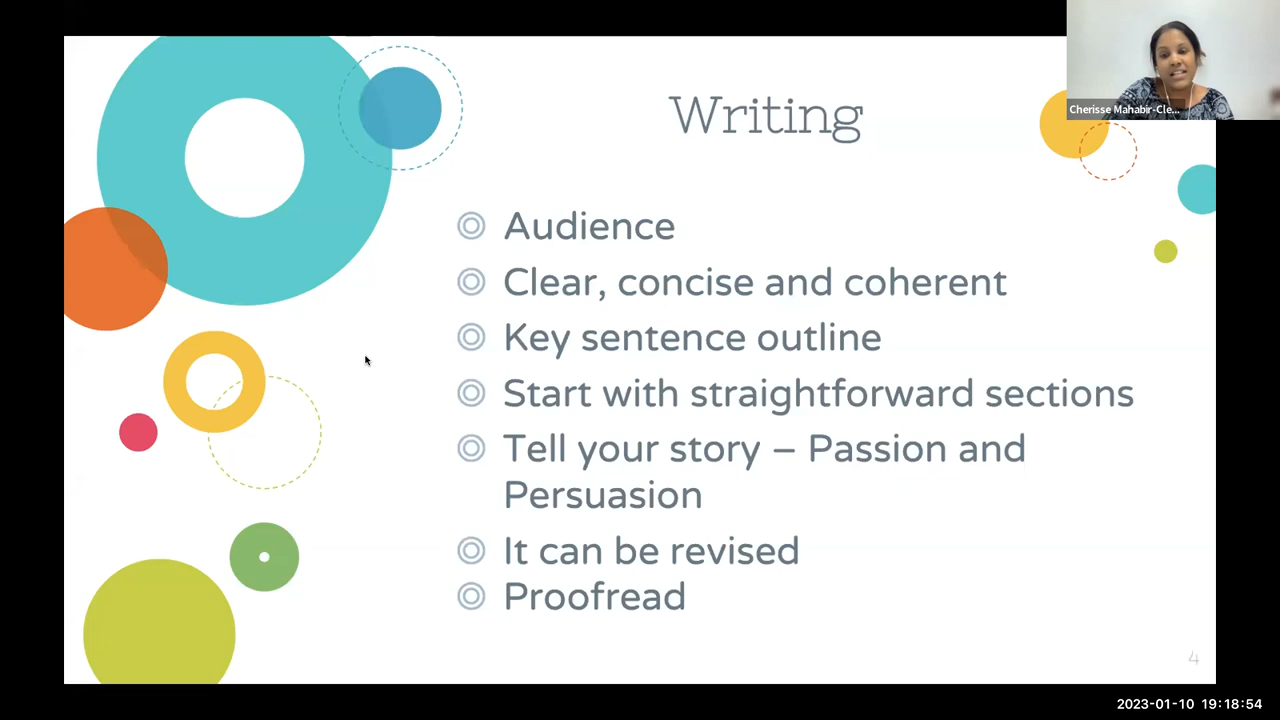 Writing
Cherisse Mahabir-Cle...
Audience
Clear, concise and coherent
Key sentence outline
Start with straightforward sections
Tell your story – Passion and
Persuasion
It can be revised
Proofread
4
2023-01-10 19:18:54